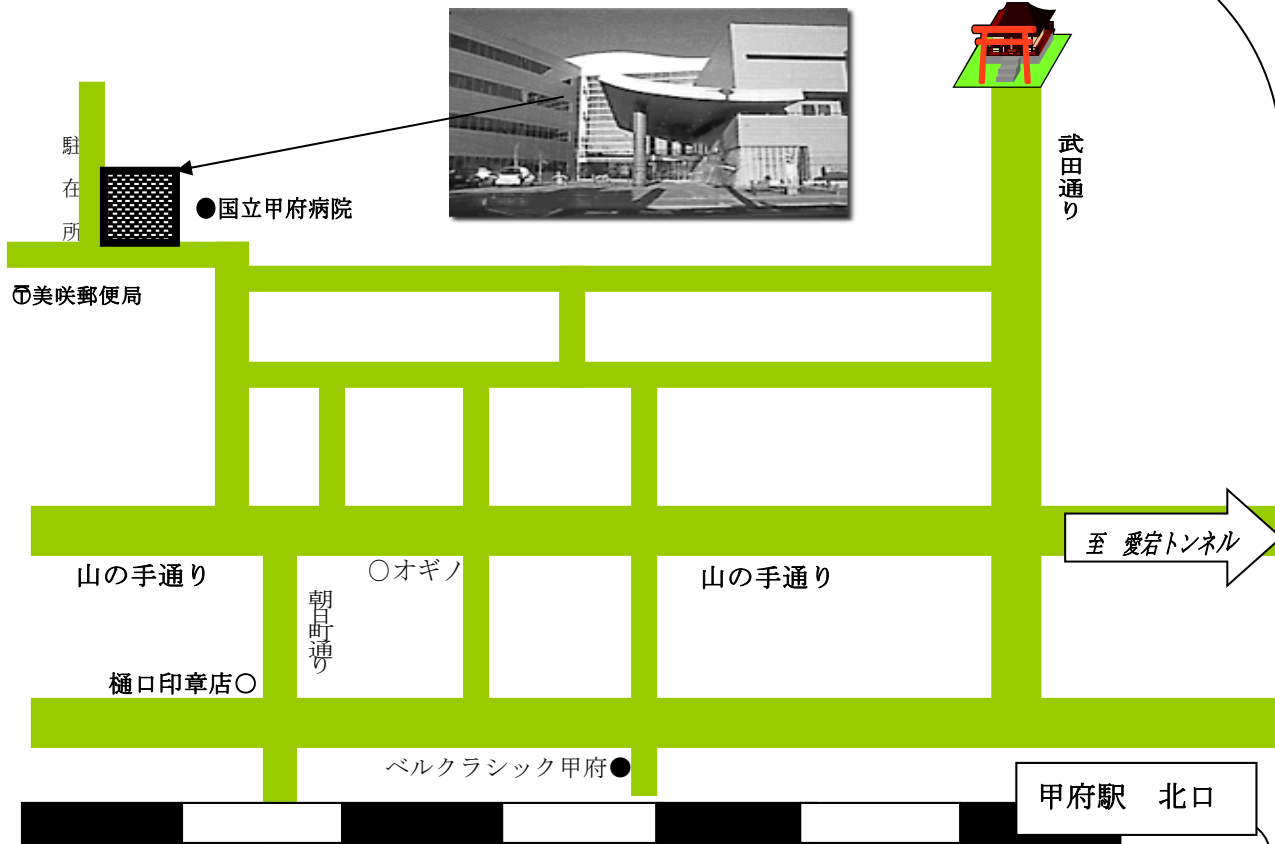 駐在所
武田通り
●国立甲府病院
〶美咲郵便局
至　愛宕トンネル
山の手通り
○オギノ
山の手通り
朝日町通り
樋口印章店○
ベルクラシック甲府●
甲府駅　北口